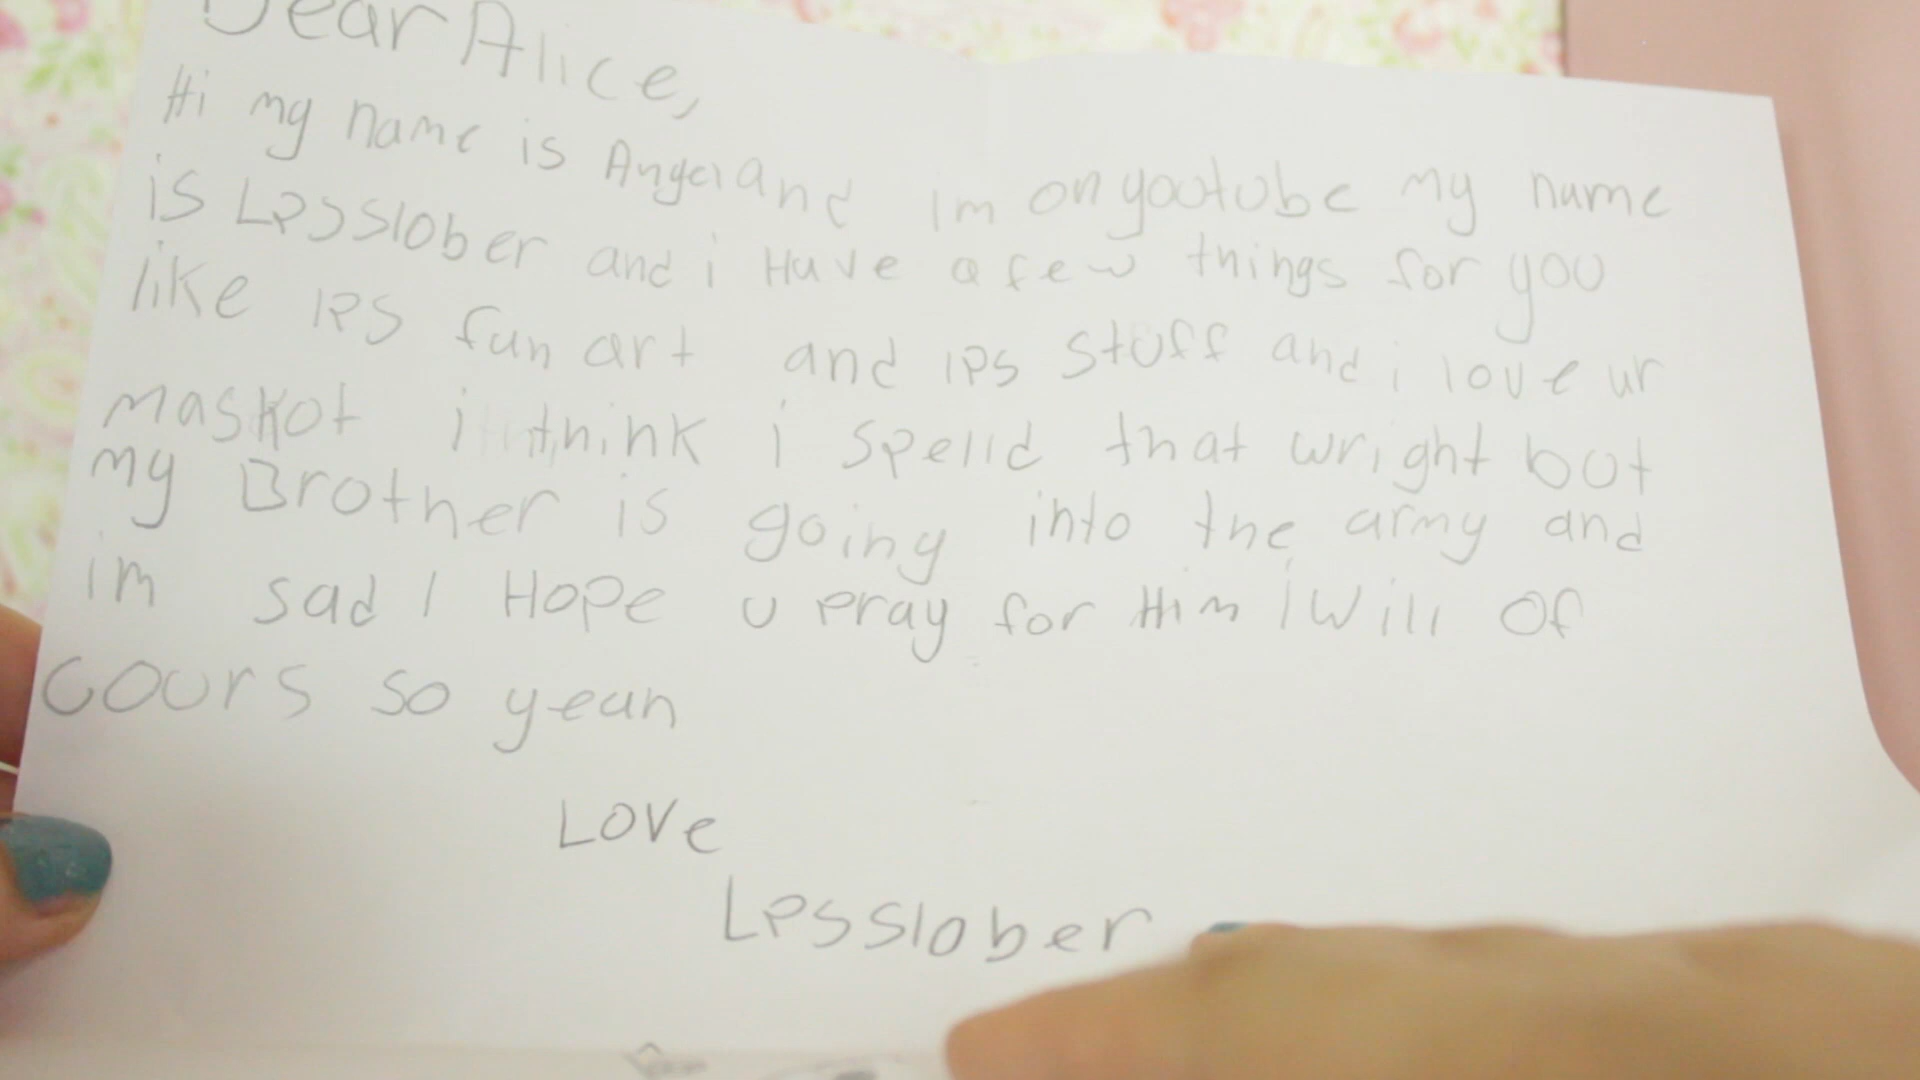 Dear Alice,
Hi my name is Angel and im on yootube my name
is Lpsslober and i Have a few things for you
like lps fan art and lps stuff and i love ur
maskot i think i spelld that wright but
my Brother is going into the army and
im sad I Hope u pray for Him i Will Of
cours so yeah
Love
Lpsslober